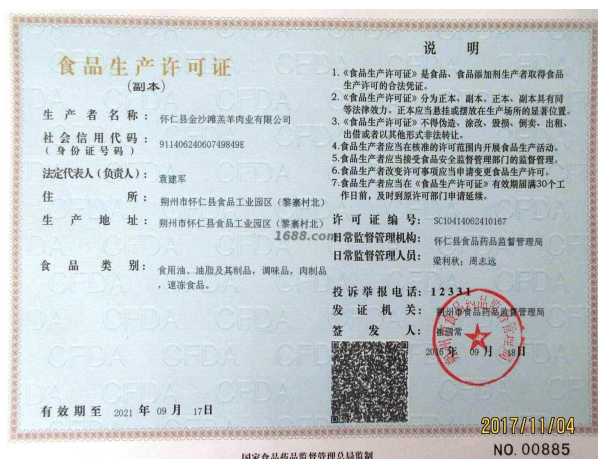 食品生产许可证
(副本)
生产者名称： 怀仁县金沙滩羔羊肉业有限公司
社会信用代码：
(身份证号码) 91140624060749849E
法定代表人(负责人)： 袁建军
住 所： 朔州市怀仁县食品工业园区（黎寨村北）
生产地址： 朔州市怀仁县食品工业园区（黎寨村北）
食品类别： 食用油、油脂及其制品，调味品，肉制品
，速冻食品。
有效期至 2021 年 09 月 17日
说 明
1.《食品生产许可证》是食品、食品添加剂生产者取得食品
生产许可的合法凭证。
2.《食品生产许可证》分为正本、副本。正本、副本具有同
等法律效力。正本应当悬挂或摆放在生产场所的显著位置。
3.《食品生产许可证》不得伪造、涂改、毁损、倒卖、出租、
出借或者以其他形式非法转让。
4.食品生产者应当在核准的许可范围内开展食品生产活动。
5.食品生产者应当接受食品安全监督管理部门的监督管理。
6.食品生产者改变许可事项应当申请变更食品生产许可。
7.食品生产者应当在《食品生产许可证》有效期届满30个工
作日前，及时到原许可部门申请延续。
许可证编号： SC10414062410167
日常监督管理机构： 怀仁县食品药品监督管理局
日常监督管理人员： 梁利秋；周志远
投诉举报电话：12331
发证机关： 朔州市食品药品监督管理局
签发人：
2016 年 09 月 18日
1688.com
2017/11/04
国家食品药品监督管理总局监制
NO. 00885